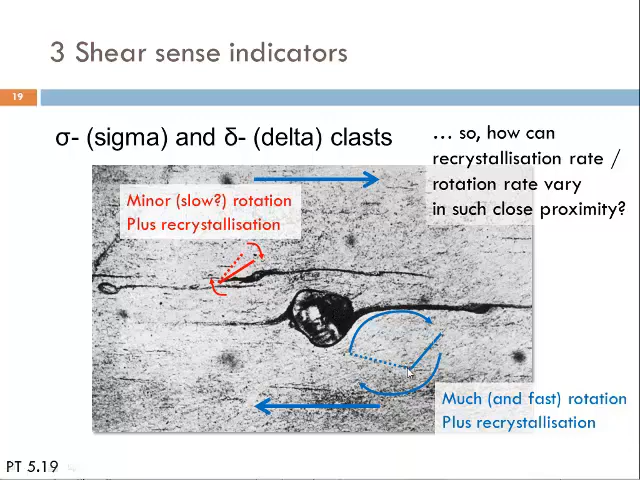 3 Shear sense indicators
19
σ- (sigma) and δ- (delta) clasts
… so, how can
recrystallisation rate /
rotation rate vary
in such close proximity?
Minor (slow?) rotation
Plus recrystallisation
Much (and fast) rotation
Plus recrystallisation
PT 5.19